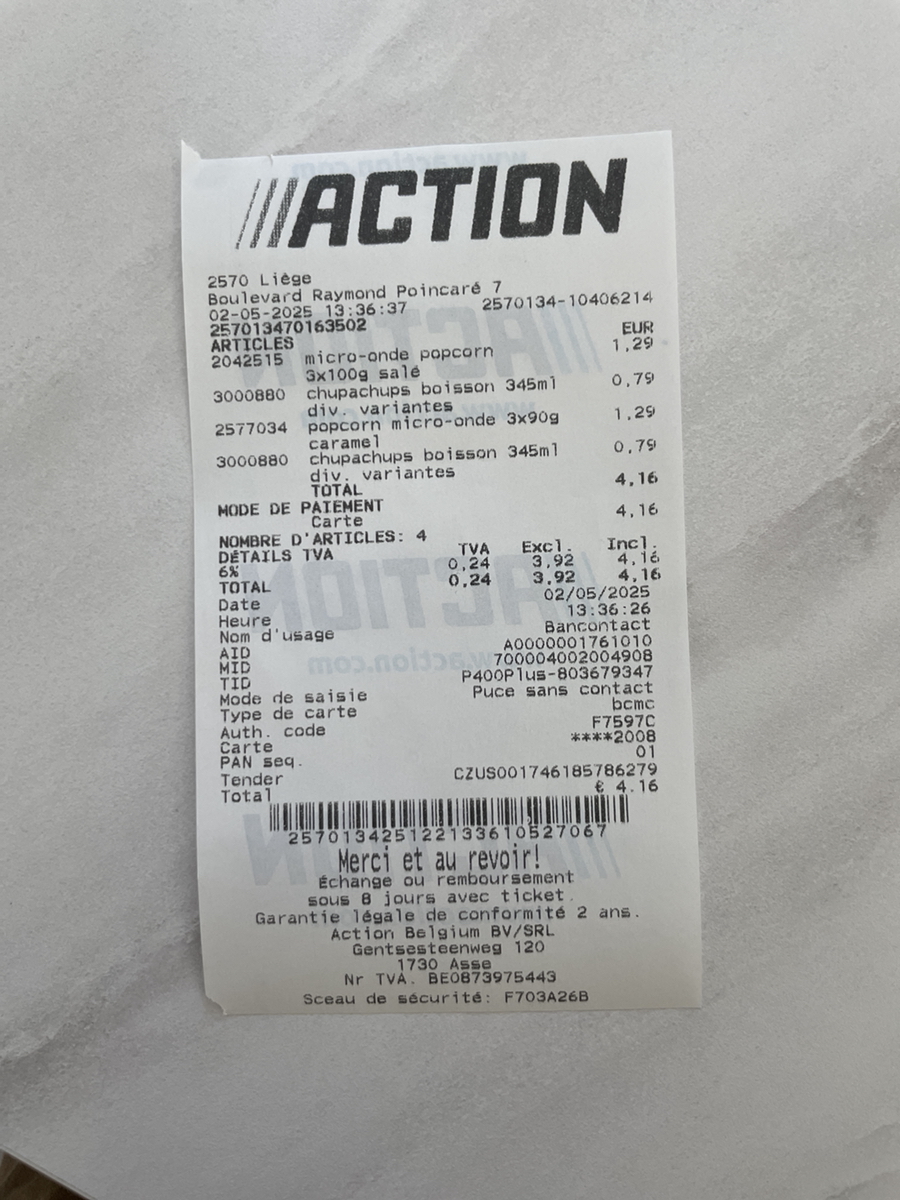 ///ACTION
2570 Liège
Boulevard Raymond Poincaré 7
02-05-2025 13:36:37 2570134-10406214
257013470163502
ARTICLES EUR
2042515 micro-onde popcorn 1,29
3x100g salé
3000880 chupachups boisson 345ml 0,79
div. variantes
2577034 popcorn micro-onde 3x90g 1,29
caramel
3000880 chupachups boisson 345ml 0,79
div. variantes
TOTAL 4,16
MODE DE PAIEMENT
Carte 4,16
NOMBRE D'ARTICLES: 4
DÉTAILS TVA TVA Excl. Incl.
6% 0,24 3,92 4,16
TOTAL 0,24 3,92 4,16
Date 02/05/2025
Heure 13:36:26
Nom d'usage Bancontact
AID A0000001761010
MID 700004002004908
TID P400Plus-803679347
Mode de saisie Puce sans contact
Type de carte bcmc
Auth. code F7597C
Carte ****2008
PAN seq. 01
Tender CZUS001746185786279
Total € 4.16
257013425122133610527067
Merci et au revoir!
Échange ou remboursement
sous 8 jours avec ticket.
Garantie légale de conformité 2 ans.
Action Belgium BV/SRL
Gentsesteenweg 120
1730 Asse
Nr TVA. BE0873975443
Sceau de sécurité: F703A26B